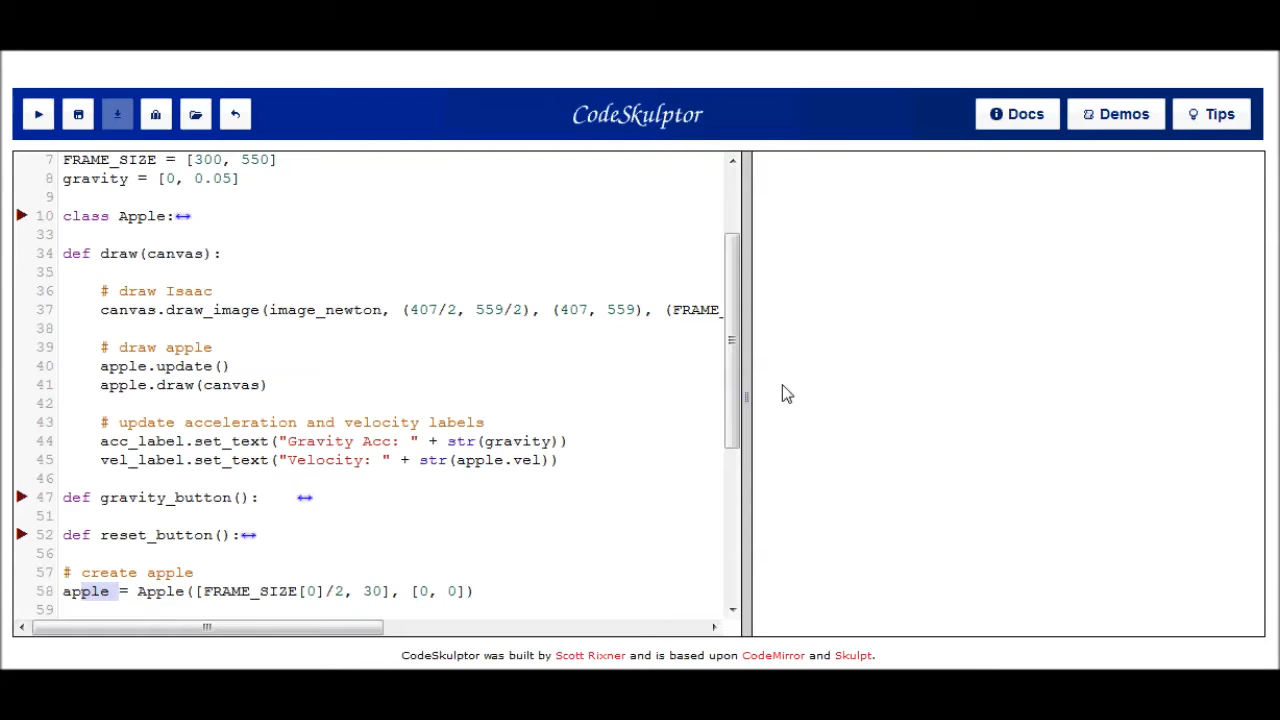 CodeSkulptor
Docs
Demos
Tips
7 FRAME_SIZE = [300, 550]
8 gravity = [0, 0.05]
9
10 class Apple:
33
34 def draw(canvas):
35
36 # draw Isaac
37 canvas.draw_image(image_newton, (407/2, 559/2), (407, 559), (FRAME_
38
39 # draw apple
40 apple.update()
41 apple.draw(canvas)
42
43 # update acceleration and velocity labels
44 acc_label.set_text("Gravity Acc: " + str(gravity))
45 vel_label.set_text("Velocity: " + str(apple.vel))
46
47 def gravity_button():
51
52 def reset_button():
56
57 # create apple
58 apple = Apple([FRAME_SIZE[0]/2, 30], [0, 0])
59
CodeSkulptor was built by Scott Rixner and is based upon CodeMirror and Skulpt.